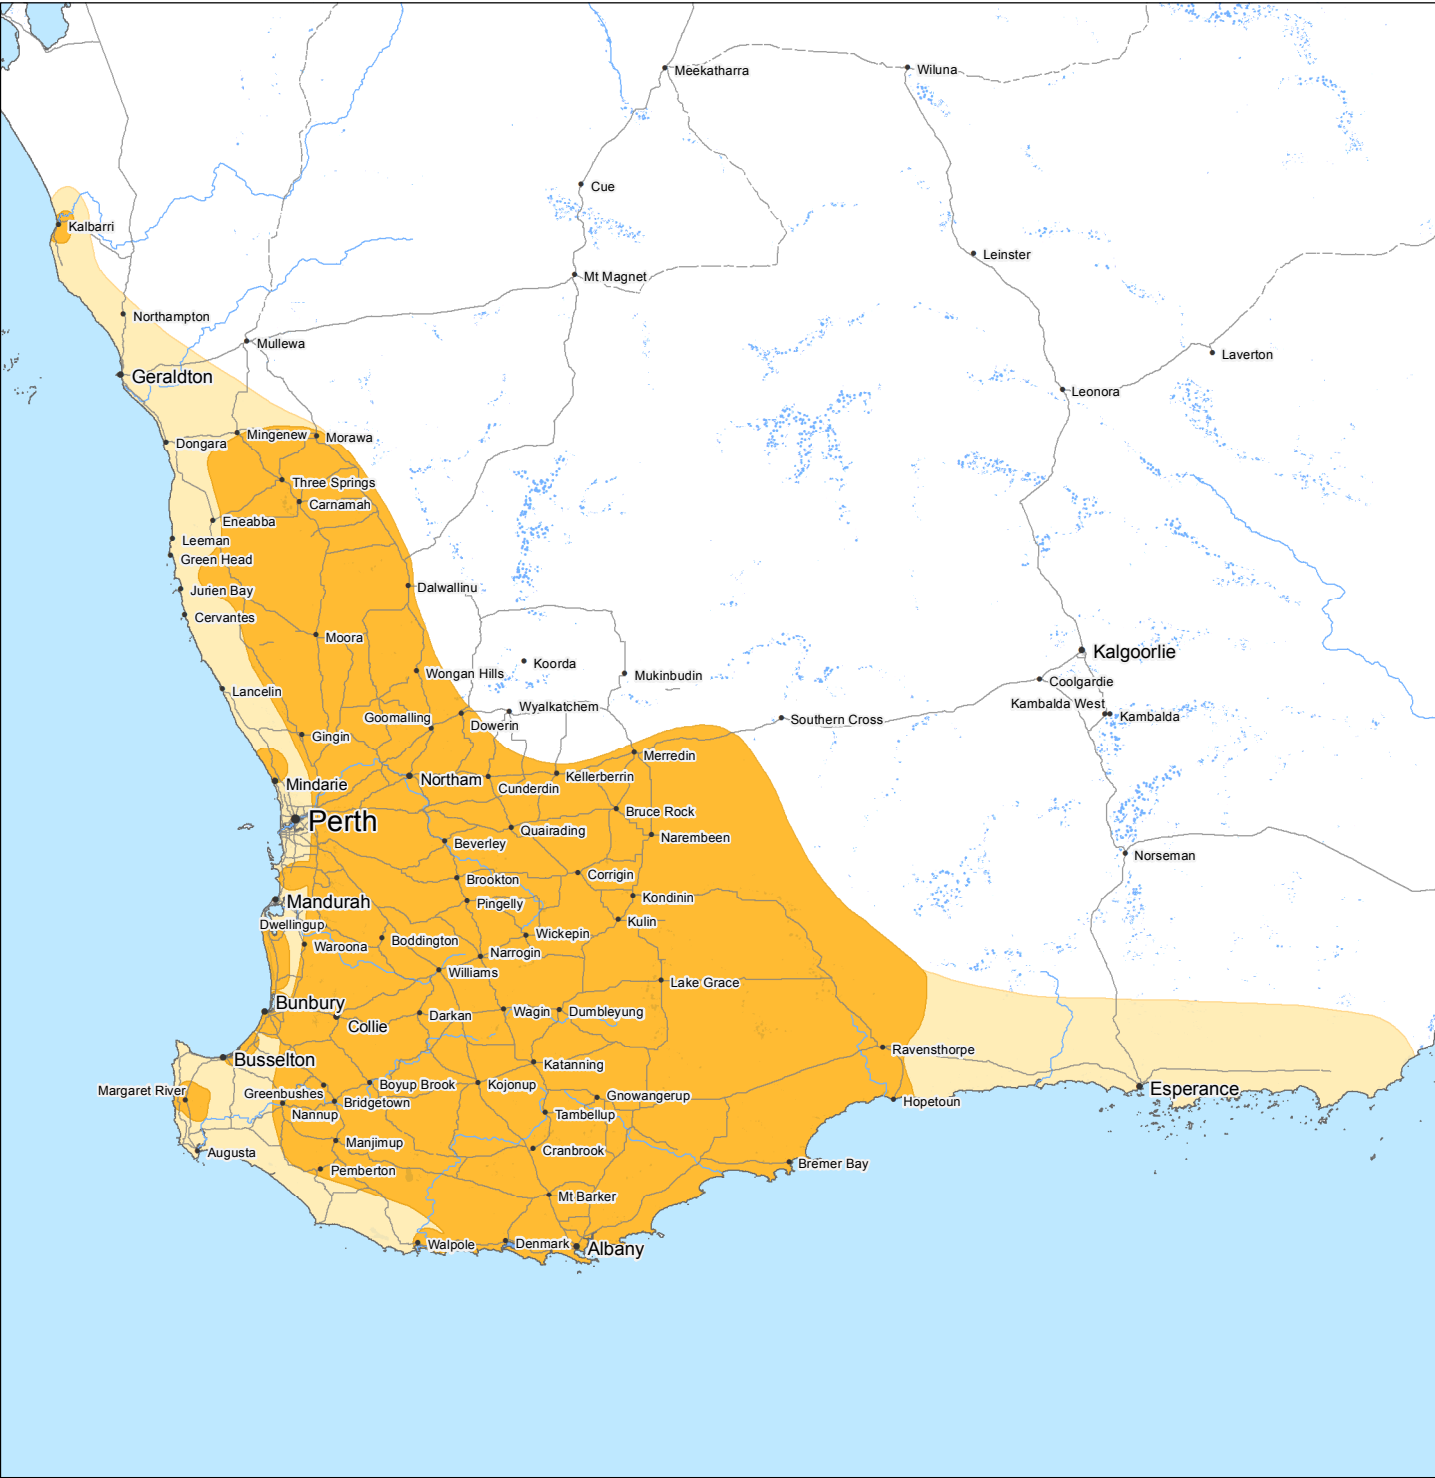 Meekatharra
Wiluna
Cue
Kalbarri
Leinster
Mt Magnet
Northampton
Mullewa
Laverton
Geraldton
Leonora
Mingenew
Morawa
Dongara
Three Springs
Carnamah
Eneabba
Leeman
Green Head
Jurien Bay
Dalwallinu
Cervantes
Moora
Kalgoorlie
Koorda
Wongan Hills
Mukinbudin
Coolgardie
Lancelin
Kambalda West
Wyalkatchem
Goomalling
Kambalda
Southern Cross
Dowerin
Gingin
Merredin
Kellerberrin
Northam
Mindarie
Cunderdin
Bruce Rock
Perth
Quairading
Narembeen
Beverley
Norseman
Corrigin
Brookton
Kondinin
Mandurah
Pingelly
Kulin
Dwellingup
Wickepin
Boddington
Waroona
Narrogin
Williams
Lake Grace
Bunbury
Wagin
Dumbleyung
Darkan
Collie
Ravensthorpe
Busselton
Katanning
Boyup Brook
Kojonup
Esperance
Margaret River
Greenbushes
Gnowangerup
Hopetoun
Bridgetown
Nannup
Tambellup
Manjimup
Cranbrook
Augusta
Bremer Bay
Pemberton
Mt Barker
Walpole
Denmark
Albany